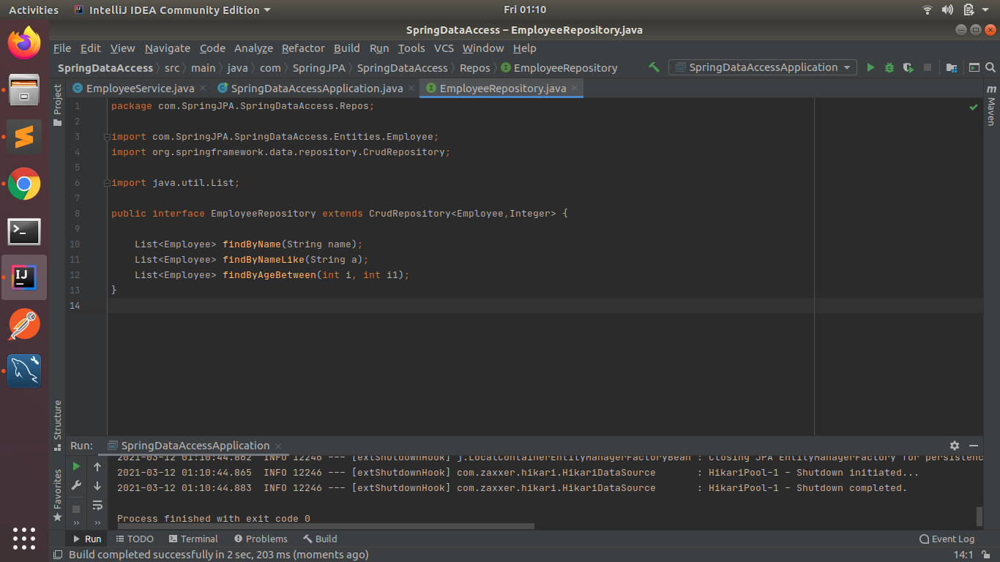 Activities IntelliJ IDEA Community Edition Fri 01:10
SpringDataAccess – EmployeeRepository.java
File Edit View Navigate Code Analyze Refactor Build Run Tools VCS Window Help
SpringDataAccess src main java com SpringJPA SpringDataAccess Repos EmployeeRepository SpringDataAccessApplication
EmployeeService.java SpringDataAccessApplication.java EmployeeRepository.java
Project
Maven
1 package com.SpringJPA.SpringDataAccess.Repos;
2
3 import com.SpringJPA.SpringDataAccess.Entities.Employee;
4 import org.springframework.data.repository.CrudRepository;
5
6 import java.util.List;
7
8 public interface EmployeeRepository extends CrudRepository<Employee,Integer> {
9
10 List<Employee> findByName(String name);
11 List<Employee> findByNameLike(String a);
12 List<Employee> findByAgeBetween(int i, int i1);
13 }
14
Structure
Favorites
Run: SpringDataAccessApplication
2021-03-12 01:10:44.862 INFO 12246 --- [extShutdownHook] j.LocalContainerEntityManagerFactoryBean : Closing JPA EntityManagerFactory for persistenc
2021-03-12 01:10:44.865 INFO 12246 --- [extShutdownHook] com.zaxxer.hikari.HikariDataSource : HikariPool-1 - Shutdown initiated...
2021-03-12 01:10:44.883 INFO 12246 --- [extShutdownHook] com.zaxxer.hikari.HikariDataSource : HikariPool-1 - Shutdown completed.
Process finished with exit code 0
Run TODO Terminal Problems Build Event Log
Build completed successfully in 2 sec, 203 ms (moments ago) 14:1